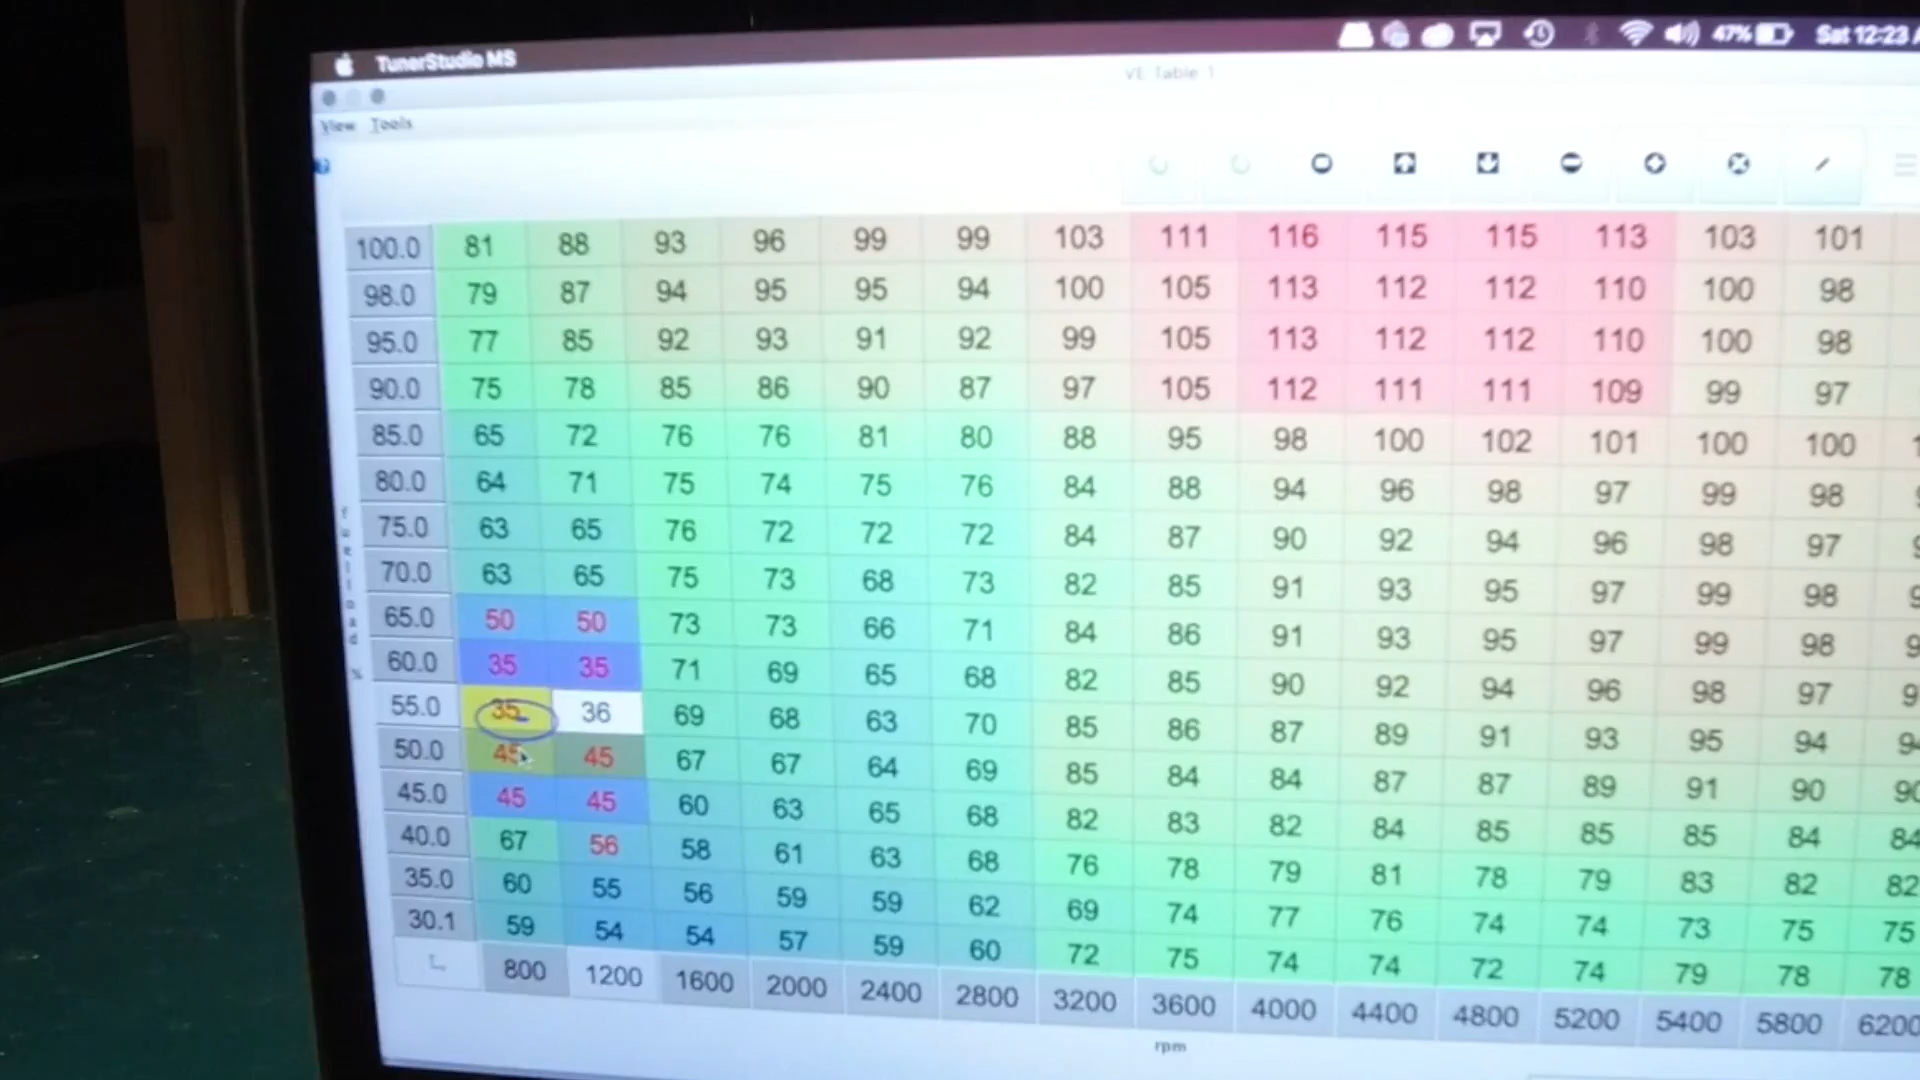 TunerStudio MS 47% Sat 12:23
VE Table 1
View Tools
100.0 81 88 93 96 99 99 103 111 116 115 115 113 103 101
98.0 79 87 94 95 95 94 100 105 113 112 112 110 100 98
95.0 77 85 92 93 91 92 99 105 113 112 112 110 100 98
90.0 75 78 85 86 90 87 97 105 112 111 111 109 99 97
85.0 65 72 76 76 81 80 88 95 98 100 102 101 100 100
80.0 64 71 75 74 75 76 84 88 94 96 98 97 99 98
75.0 63 65 76 72 72 72 84 87 90 92 94 96 98 97
70.0 63 65 75 73 68 73 82 85 91 93 95 97 99 98
65.0 50 50 73 73 66 71 84 86 91 93 95 97 99 98
60.0 35 35 71 69 65 68 82 85 90 92 94 96 98 97
55.0 35 36 69 68 63 70 85 86 87 89 91 93 95 94
50.0 45 45 67 67 64 69 85 84 84 87 87 89 91 90
45.0 45 45 60 63 65 68 82 83 82 84 85 85 85 84 84
40.0 67 56 58 61 63 68 76 78 79 81 78 79 83 82 82
35.0 60 55 56 59 59 62 69 74 77 76 74 74 73 75 75
30.1 59 54 54 57 59 60 72 75 74 74 72 74 79 78 78
800 1200 1600 2000 2400 2800 3200 3600 4000 4400 4800 5200 5400 5800 6200
rpm